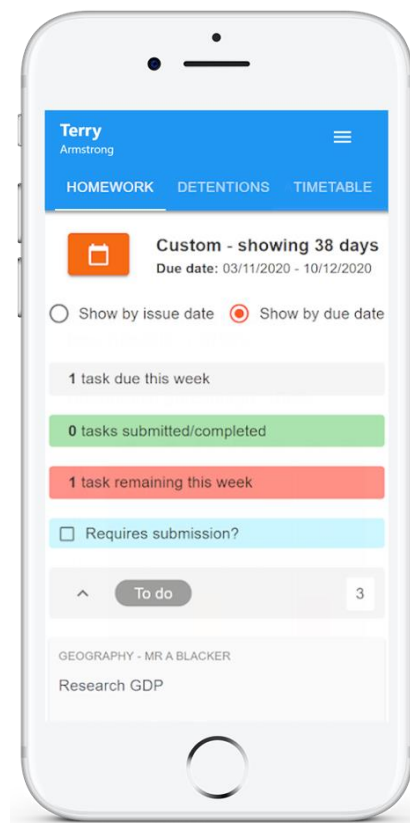 Terry
Armstrong
HOMEWORK DETENTIONS TIMETABLE
Custom - showing 38 days
Due date: 03/11/2020 - 10/12/2020
Show by issue date Show by due date
1 task due this week
0 tasks submitted/completed
1 task remaining this week
Requires submission?
To do 3
GEOGRAPHY - MR A BLACKER
Research GDP